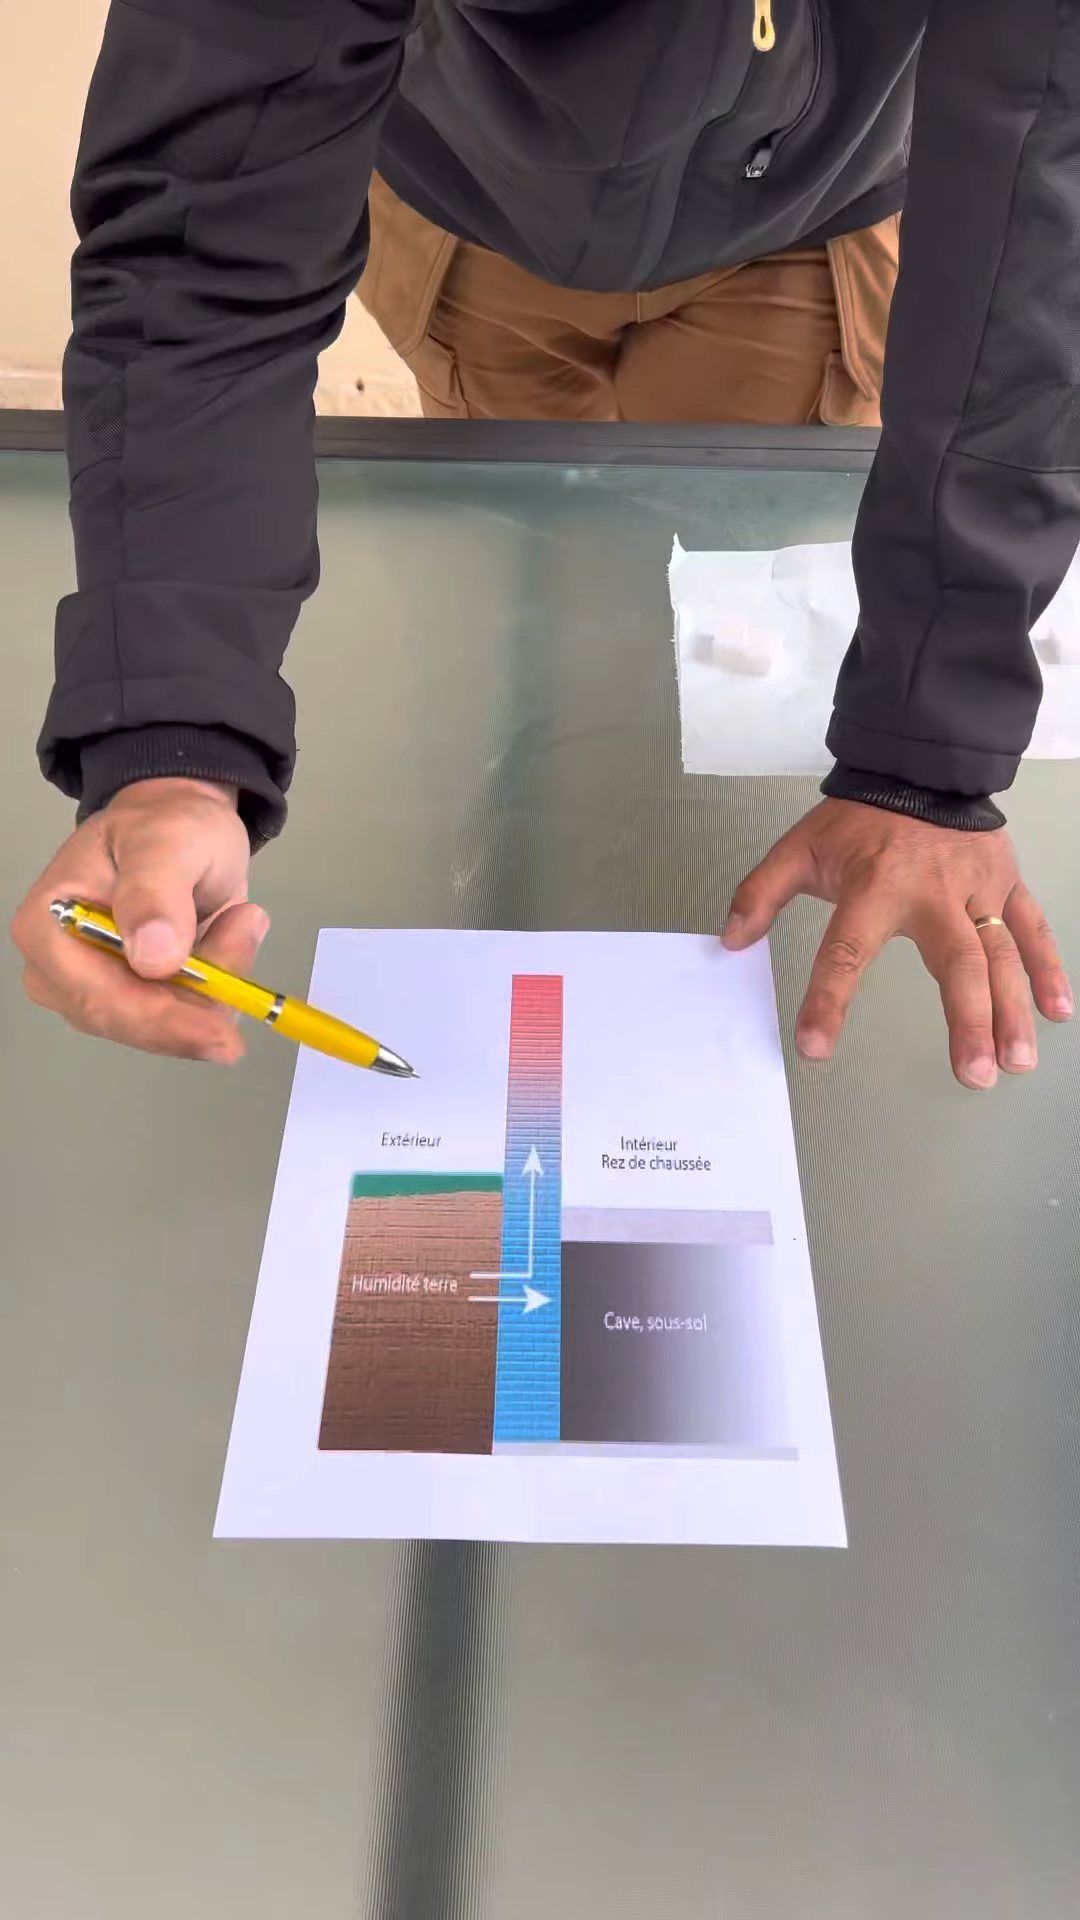 Extérieur
Intérieur
Rez de chaussée
Humidité terre
Cave, sous-sol